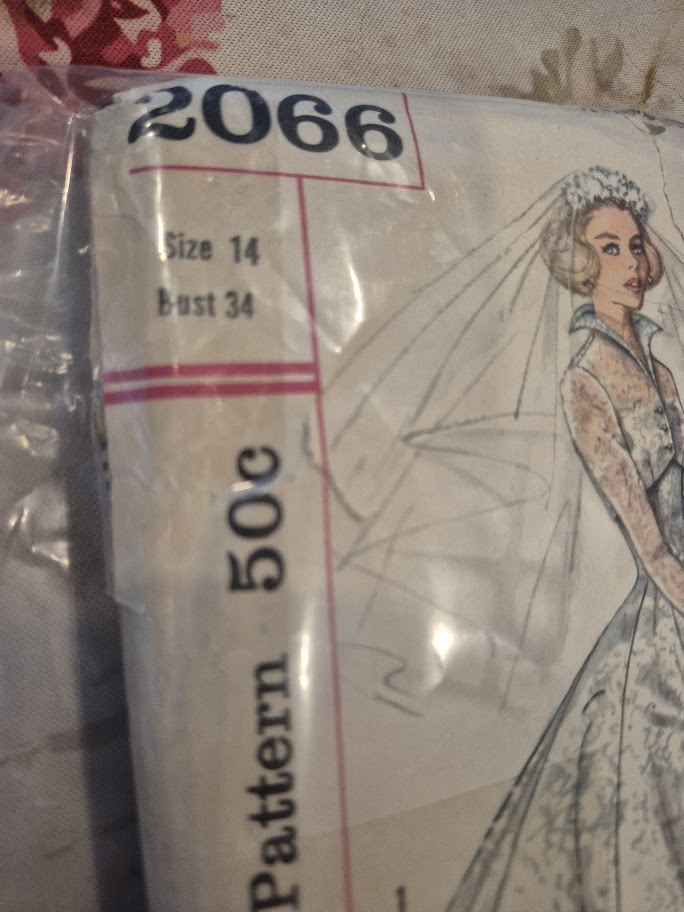 2066
Size 14
Bust 34
Pattern 50c